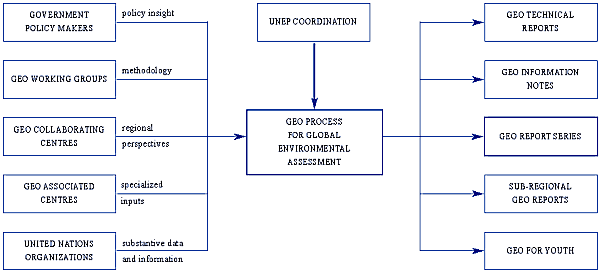 GOVERNMENT
POLICY MAKERS
policy insight
GEO WORKING GROUPS
methodology
GEO COLLABORATING
CENTRES
regional
perspectives
GEO ASSOCIATED
CENTRES
specialized
inputs
UNITED NATIONS
ORGANIZATIONS
substantive data
and information
UNEP COORDINATION
GEO PROCESS
FOR GLOBAL
ENVIRONMENTAL
ASSESSMENT
GEO TECHNICAL
REPORTS
GEO INFORMATION
NOTES
GEO REPORT SERIES
SUB-REGIONAL
GEO REPORTS
GEO FOR YOUTH